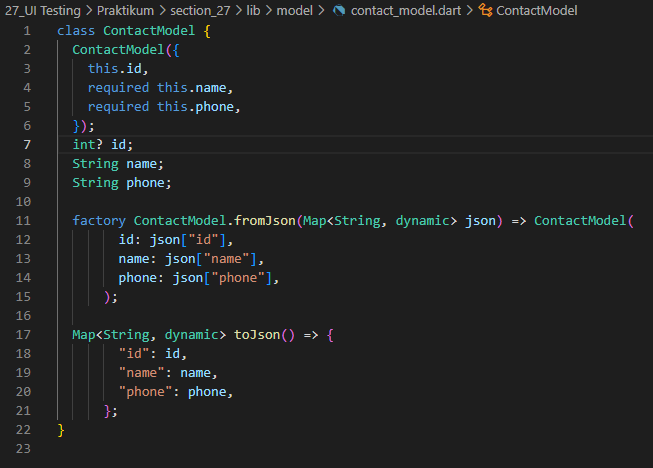 27_UI Testing > Praktikum > section_27 > lib > model > contact_model.dart > ContactModel
1 class ContactModel {
2   ContactModel({
3     this.id,
4     required this.name,
5     required this.phone,
6   });
7   int? id;
8   String name;
9   String phone;
10
11   factory ContactModel.fromJson(Map<String, dynamic> json) => ContactModel(
12         id: json["id"],
13         name: json["name"],
14         phone: json["phone"],
15       );
16
17   Map<String, dynamic> toJson() => {
18         "id": id,
19         "name": name,
20         "phone": phone,
21       };
22 }
23